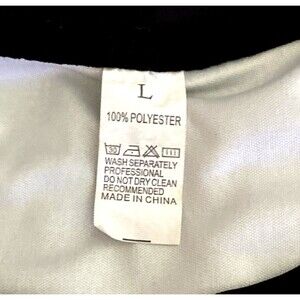 L
100% POLYESTER
WASH SEPARATELY
PROFESSIONAL
DO NOT DRY CLEAN
RECOMMENDED
MADE IN CHINA